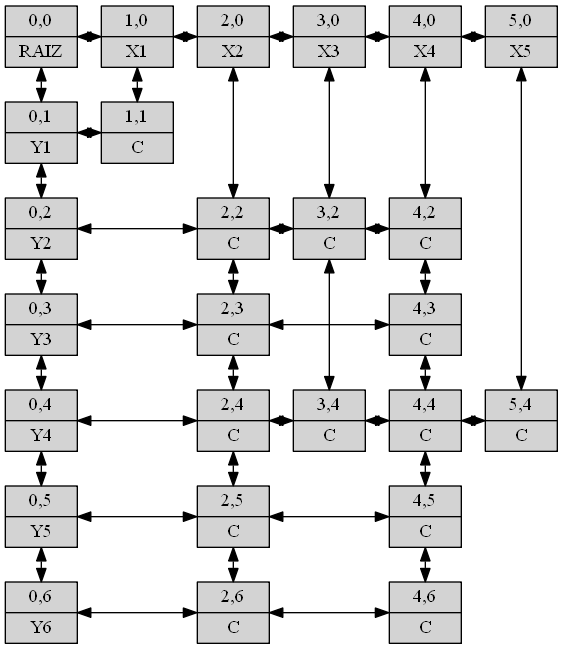 0,0 1,0 2,0 3,0 4,0 5,0
RAIZ X1 X2 X3 X4 X5
0,1 1,1
Y1 C
0,2 2,2 3,2 4,2
Y2 C C C
0,3 2,3 4,3
Y3 C C
0,4 2,4 3,4 4,4 5,4
Y4 C C C C
0,5 2,5 4,5
Y5 C C
0,6 2,6 4,6
Y6 C C